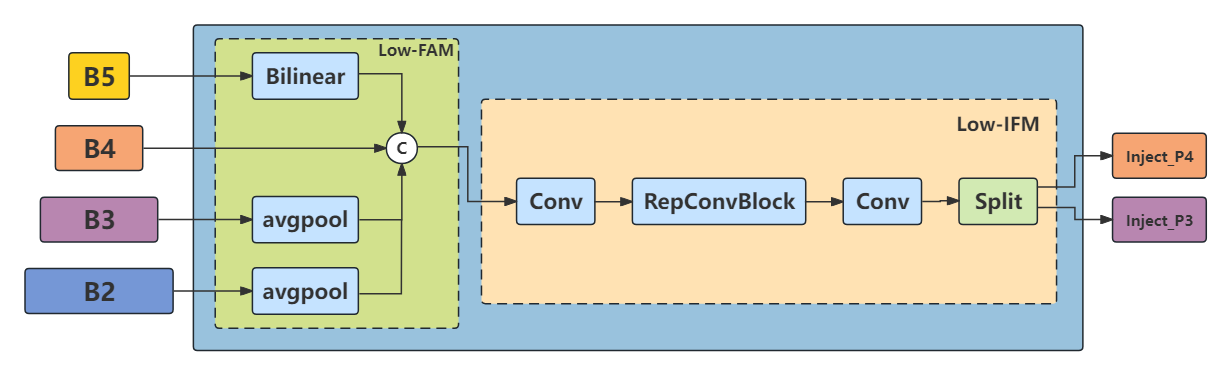 Low-FAM
B5
Bilinear
B4
C
B3
avgpool
B2
avgpool
Low-IFM
Conv
RepConvBlock
Conv
Split
Inject_P4
Inject_P3